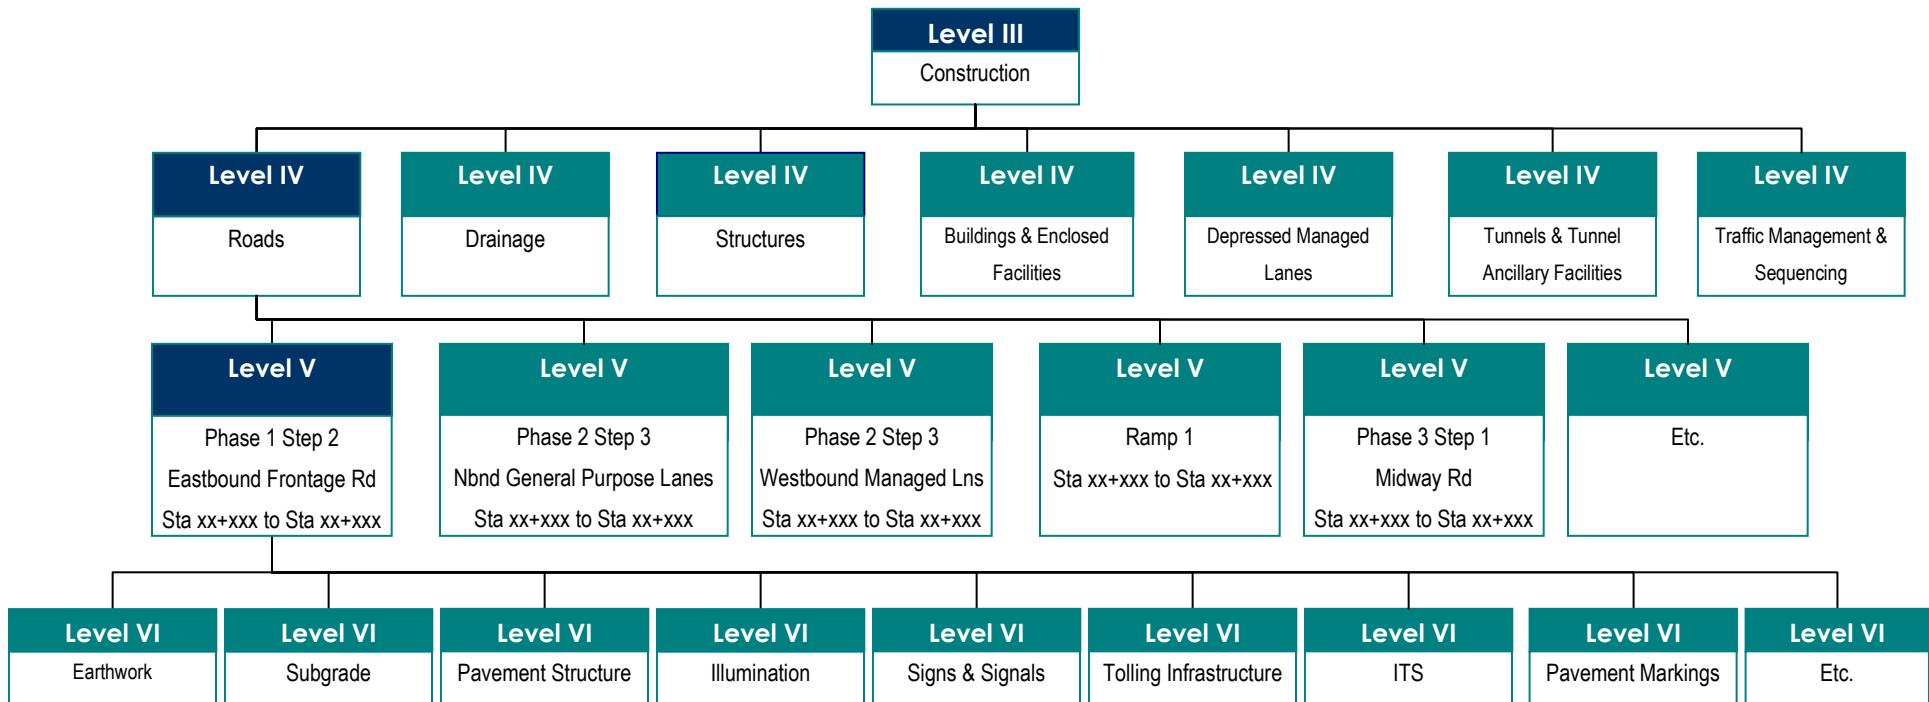 Level III
Construction
Level IV
Roads
Level IV
Drainage
Level IV
Structures
Level IV
Buildings & Enclosed
Facilities
Level IV
Depressed Managed
Lanes
Level IV
Tunnels & Tunnel
Ancillary Facilities
Level IV
Traffic Management &
Sequencing
Level V
Phase 1 Step 2
Eastbound Frontage Rd
Sta xx+xxx to Sta xx+xxx
Level V
Phase 2 Step 3
Nbnd General Purpose Lanes
Sta xx+xxx to Sta xx+xxx
Level V
Phase 2 Step 3
Westbound Managed Lns
Sta xx+xxx to Sta xx+xxx
Level V
Ramp 1
Sta xx+xxx to Sta xx+xxx
Level V
Phase 3 Step 1
Midway Rd
Sta xx+xxx to Sta xx+xxx
Level V
Etc.
Level VI
Earthwork
Level VI
Subgrade
Level VI
Pavement Structure
Level VI
Illumination
Level VI
Signs & Signals
Level VI
Tolling Infrastructure
Level VI
ITS
Level VI
Pavement Markings
Level VI
Etc.